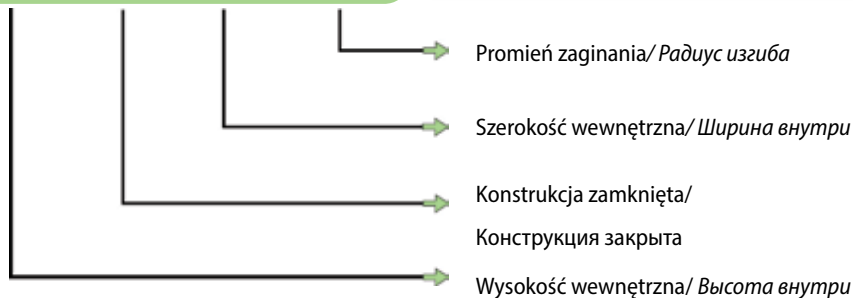 Promień zaginania/ Радиус изгиба
Szerokość wewnętrzna/ Ширина внутри
Konstrukcja zamknięta/
Конструкция закрыта
Wysokość wewnętrzna/ Высота внутри